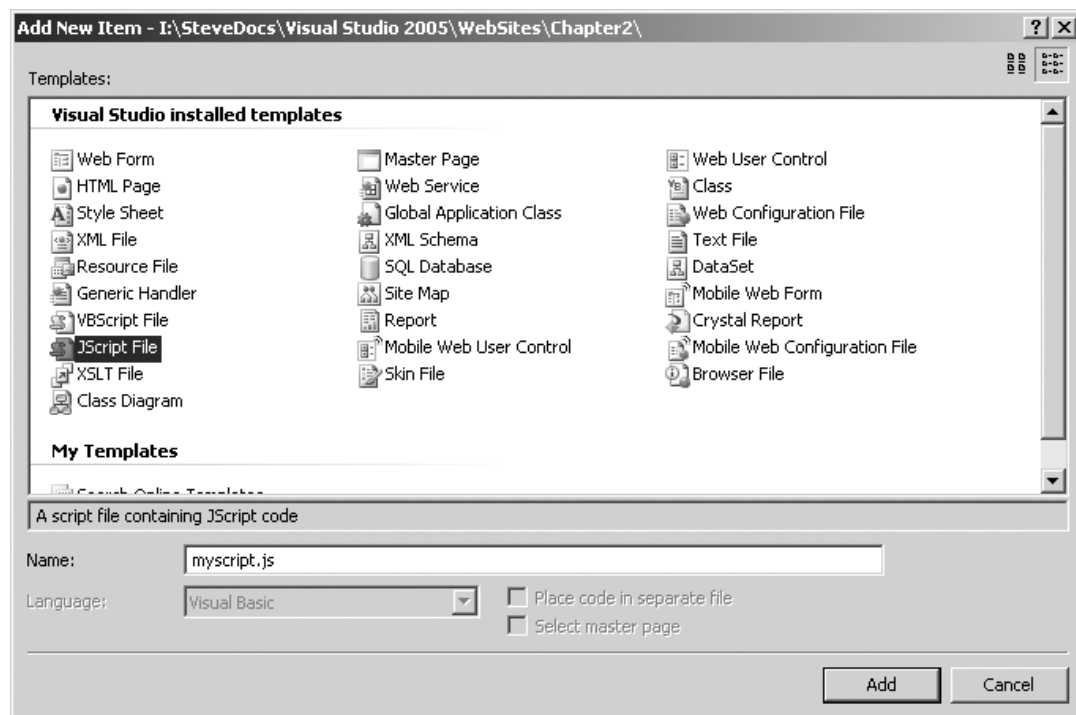 Add New Item - I:\SteveDocs\Visual Studio 2005\WebSites\Chapter2\
Templates:
Visual Studio installed templates
Web Form
Master Page
Web User Control
HTML Page
Web Service
Class
Style Sheet
Global Application Class
Web Configuration File
XML File
XML Schema
Text File
Resource File
SQL Database
DataSet
Generic Handler
Site Map
Mobile Web Form
VBScript File
Report
Crystal Report
JScript File
Mobile Web User Control
Mobile Web Configuration File
XSLT File
Skin File
Browser File
Class Diagram
My Templates
Search Online Templates
A script file containing JScript code
Name:
myscript.js
Language:
Visual Basic
Place code in separate file
Select master page
Add
Cancel